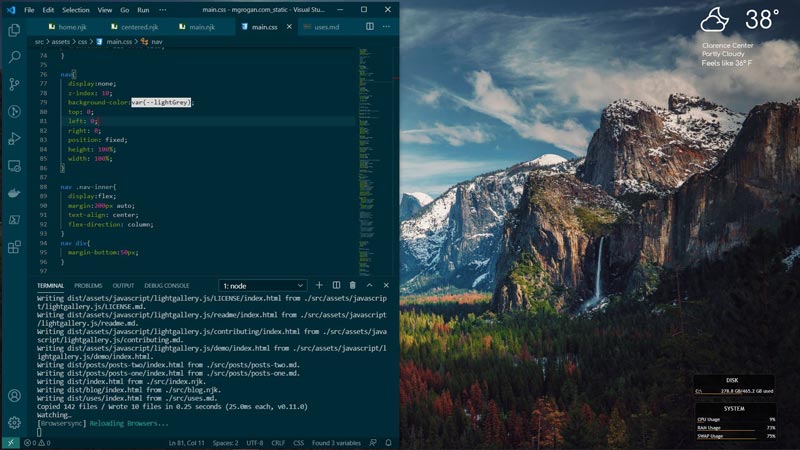 File Edit Selection View Go Run ··· main.css - mgrogan.com_static - Visual Stu...
home.njk centered.njk main.njk main.css uses.md
src > assets > css > main.css > nav
74 }
75
76 nav{
77 display:none;
78 z-index: 10;
79 background-color:var(--lightGrey);
80 top: 0;
81 left: 0;
82 right: 0;
83 position: fixed;
84 height: 100%;
85 width: 100%;
86 }
87
88 nav .nav-inner{
89 display:flex;
90 margin:200px auto;
91 text-align: center;
92 flex-direction: column;
93 }
94 nav div{
95 margin-bottom:50px;
96 }
97
TERMINAL PROBLEMS OUTPUT DEBUG CONSOLE 1: node
Writing dist/assets/javascript/lightgallery.js/LICENSE/index.html from ./src/assets/javascrip
t/lightgallery.js/LICENSE.md.
Writing dist/assets/javascript/lightgallery.js/readme/index.html from ./src/assets/javascript
/lightgallery.js/readme.md.
Writing dist/assets/javascript/lightgallery.js/contributing/index.html from ./src/assets/java
script/lightgallery.js/contributing.md.
Writing dist/assets/javascript/lightgallery.js/demo/index.html from ./src/assets/javascript/l
ightgallery.js/demo/index.html.
Writing dist/posts/posts-two/index.html from ./src/posts/posts-two.md.
Writing dist/posts/posts-one/index.html from ./src/posts/posts-one.md.
Writing dist/index.html from ./src/index.njk.
Writing dist/blog/index.html from ./src/blog.njk.
Writing dist/uses/index.html from ./src/uses.md.
Copied 142 files / Wrote 10 files in 0.25 seconds (25.0ms each, v0.11.0)
Watching…
[Browsersync] Reloading Browsers...
0 0 Ln 81, Col 11 Spaces: 2 UTF-8 CRLF CSS Found 3 variables
38°
Clarence Center
Partly Cloudy
Feels like 36° F
DISK
C:\ 278.8 GB/465.2 GB used
SYSTEM
CPU Usage 9%
RAM Usage 73%
SWAP Usage 75%